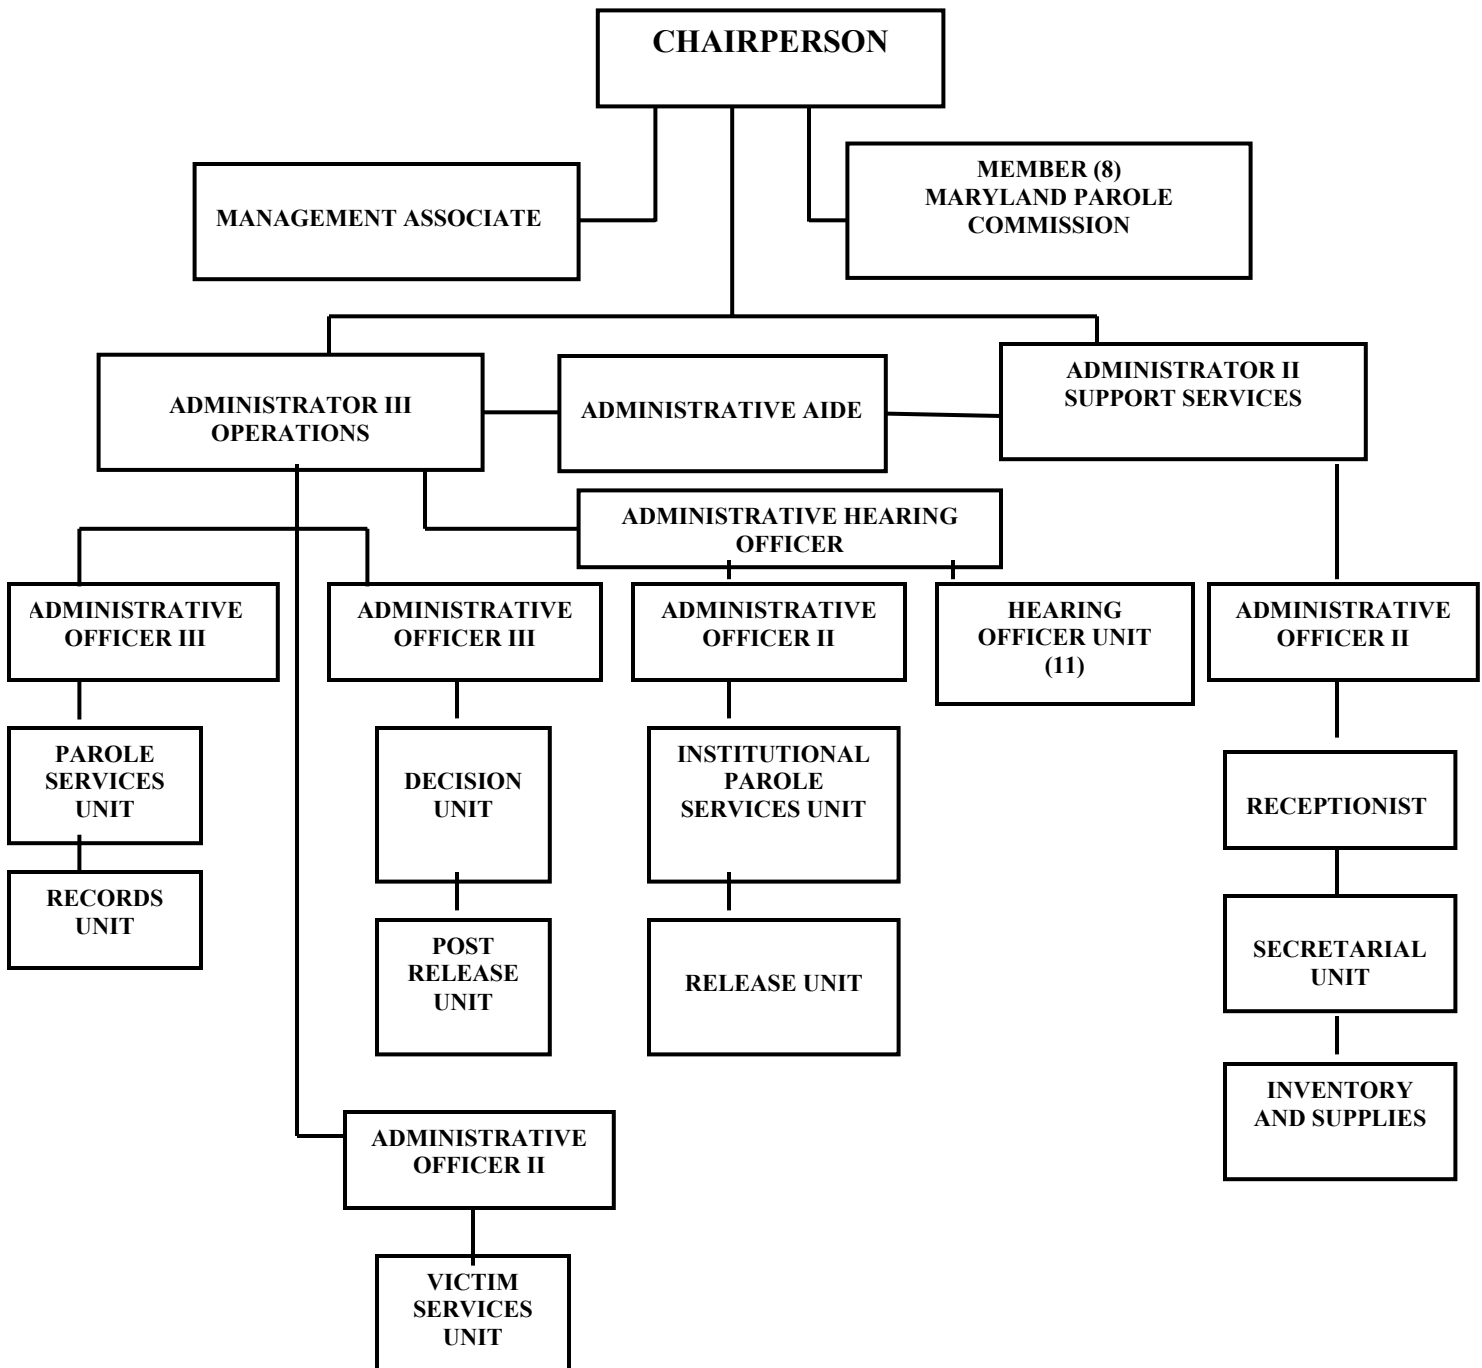 CHAIRPERSON
MANAGEMENT ASSOCIATE
MEMBER (8)
MARYLAND PAROLE
COMMISSION
ADMINISTRATOR III
OPERATIONS
ADMINISTRATIVE AIDE
ADMINISTRATOR II
SUPPORT SERVICES
ADMINISTRATIVE HEARING
OFFICER
ADMINISTRATIVE
OFFICER III
ADMINISTRATIVE
OFFICER III
ADMINISTRATIVE
OFFICER II
HEARING
OFFICER UNIT
(11)
ADMINISTRATIVE
OFFICER II
PAROLE
SERVICES
UNIT
DECISION
UNIT
INSTITUTIONAL
PAROLE
SERVICES UNIT
RECEPTIONIST
RECORDS
UNIT
POST
RELEASE
UNIT
RELEASE UNIT
SECRETARIAL
UNIT
INVENTORY
AND SUPPLIES
ADMINISTRATIVE
OFFICER II
VICTIM
SERVICES
UNIT